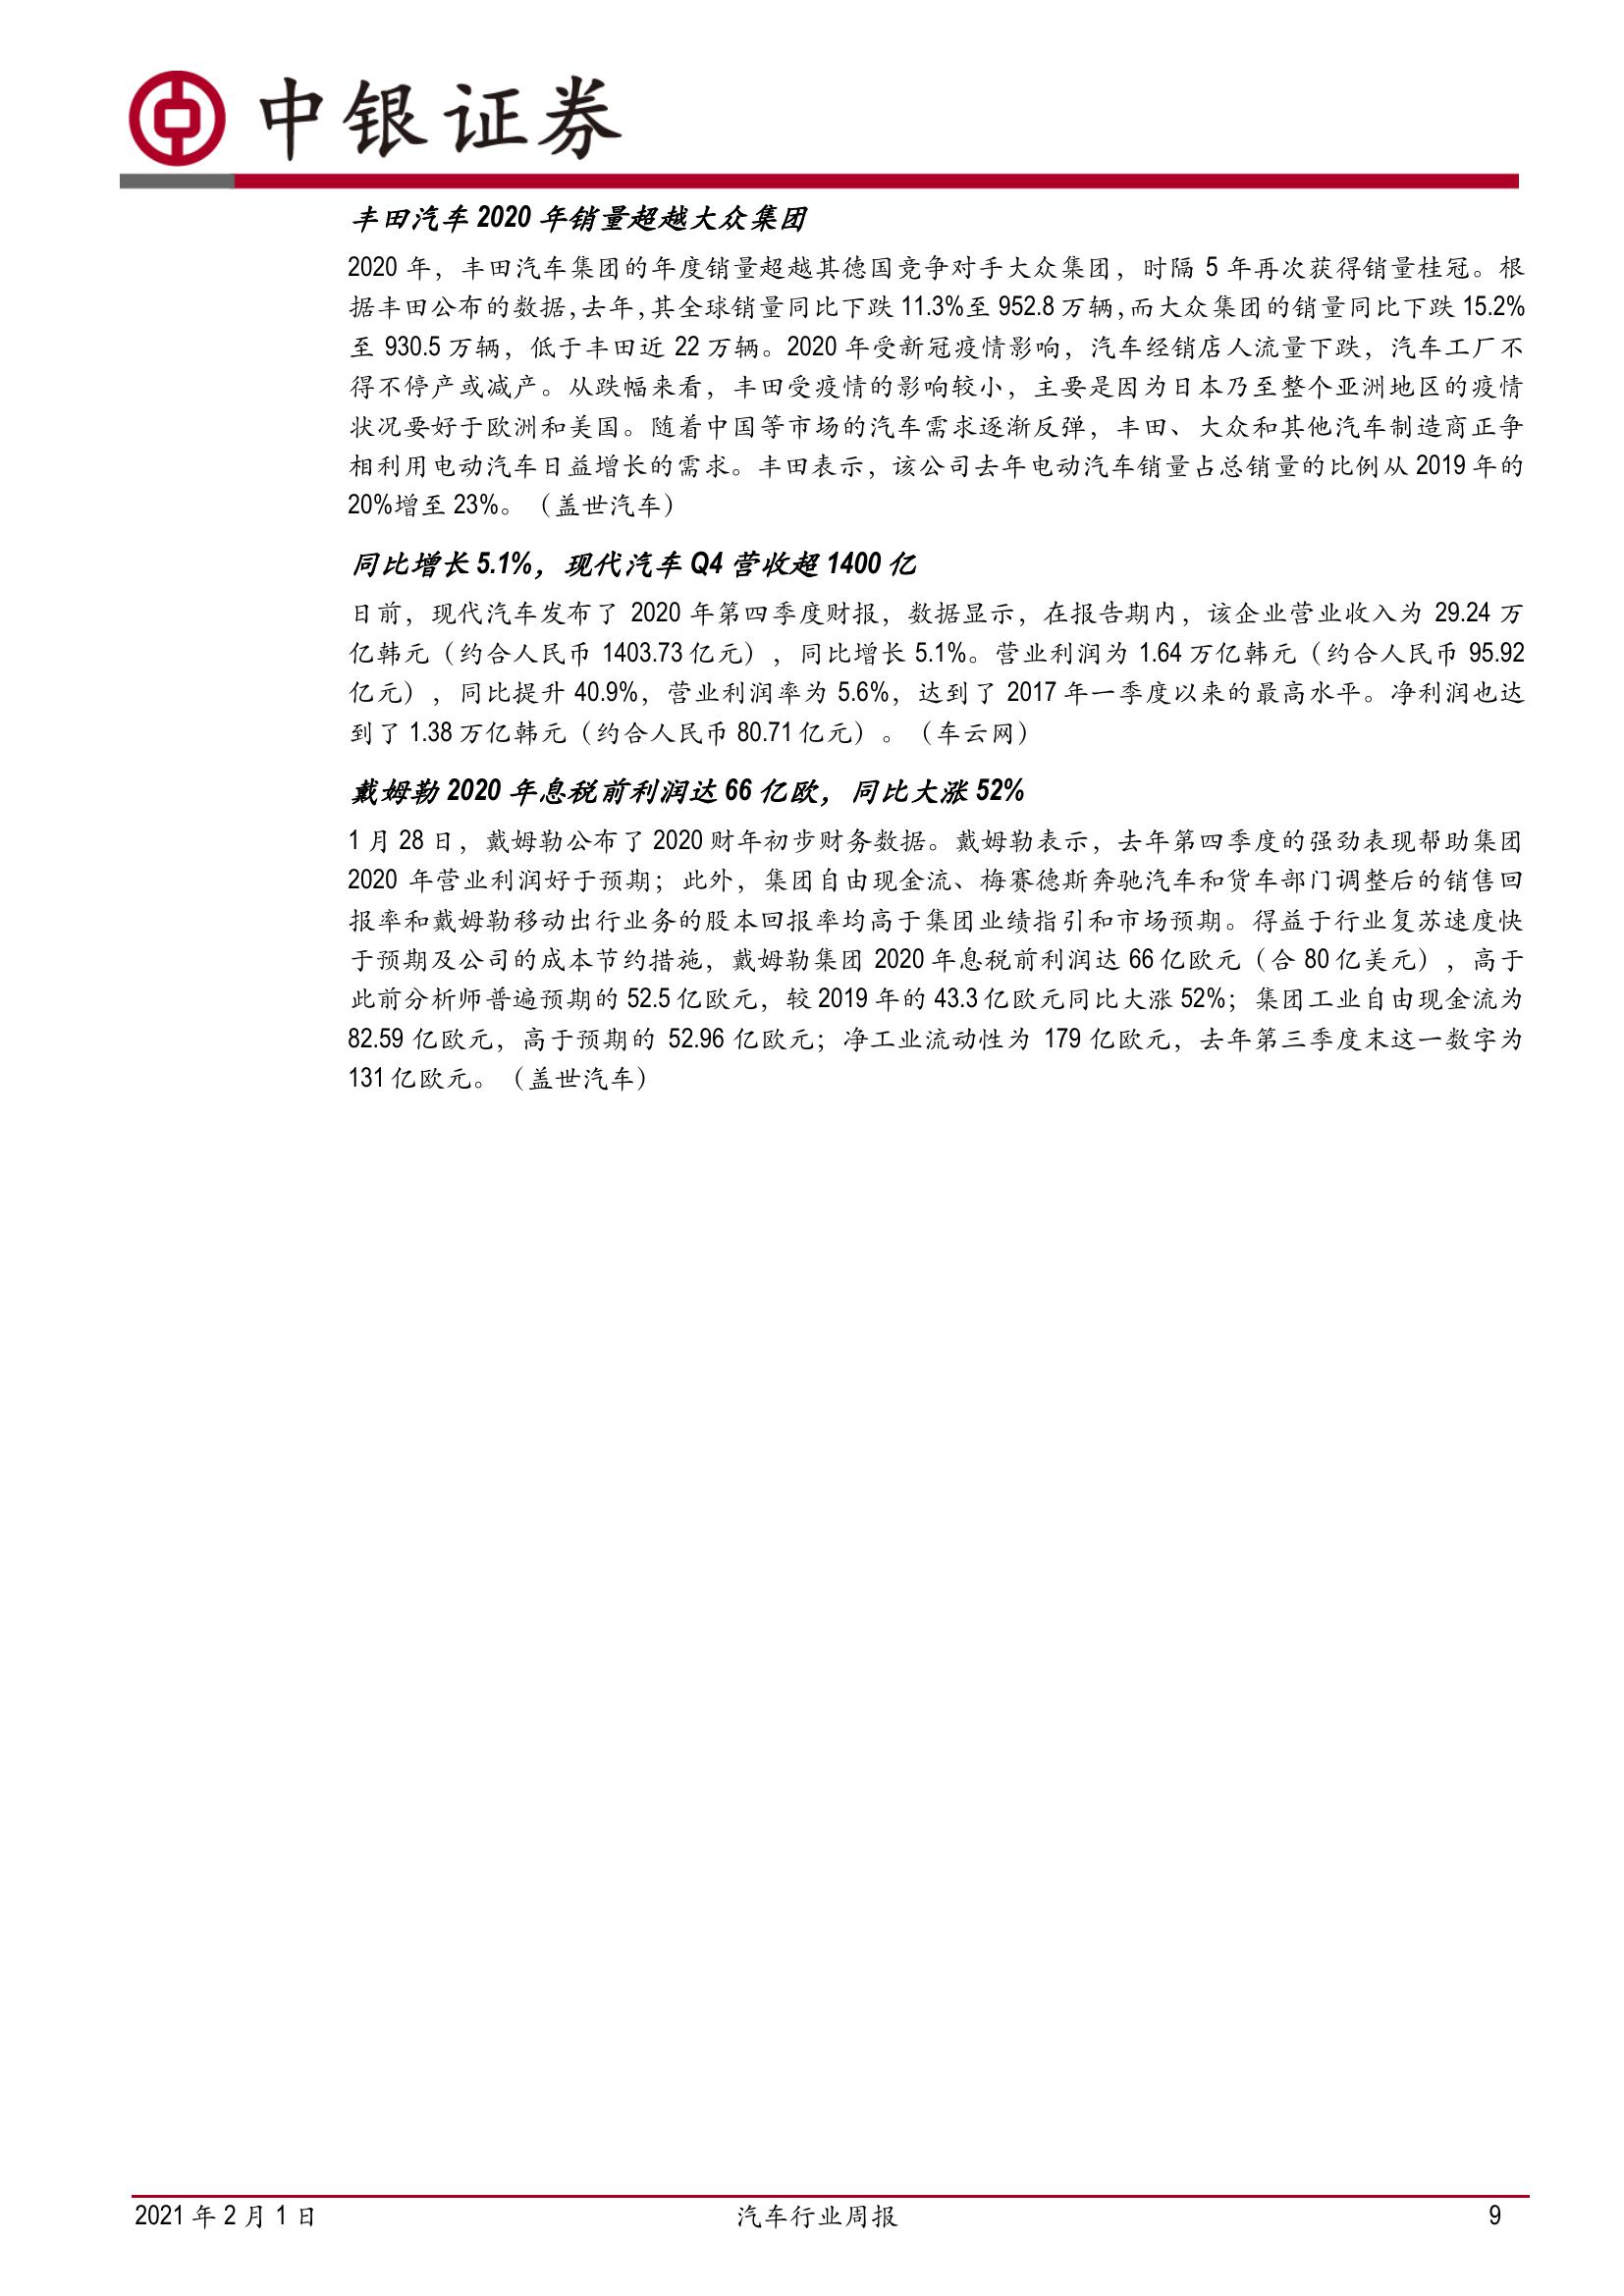 中银证券
丰田汽车 2020 年销量超越大众集团
2020 年，丰田汽车集团的年度销量超越其德国竞争对手大众集团，时隔 5 年再次获得销量桂冠。根
据丰田公布的数据，去年，其全球销量同比下跌 11.3%至 952.8 万辆，而大众集团的销量同比下跌 15.2%
至 930.5 万辆，低于丰田近 22 万辆。2020 年受新冠疫情影响，汽车经销店人流量下跌，汽车工厂不
得不停产或减产。从跌幅来看，丰田受疫情的影响较小，主要是因为日本乃至整个亚洲地区的疫情
状况要好于欧洲和美国。随着中国等市场的汽车需求逐渐反弹，丰田、大众和其他汽车制造商正争
相利用电动汽车日益增长的需求。丰田表示，该公司去年电动汽车销量占总销量的比例从 2019 年的
20%增至 23%。（盖世汽车）
同比增长 5.1%，现代汽车 Q4 营收超 1400 亿
日前，现代汽车发布了 2020 年第四季度财报，数据显示，在报告期内，该企业营业收入为 29.24 万
亿韩元（约合人民币 1403.73 亿元），同比增长 5.1%。营业利润为 1.64 万亿韩元（约合人民币 95.92
亿元），同比提升 40.9%，营业利润率为 5.6%，达到了 2017 年一季度以来的最高水平。净利润也达
到了 1.38 万亿韩元（约合人民币 80.71 亿元）。（车云网）
戴姆勒 2020 年息税前利润达 66 亿欧，同比大涨 52%
1 月 28 日，戴姆勒公布了 2020 财年初步财务数据。戴姆勒表示，去年第四季度的强劲表现帮助集团
2020 年营业利润好于预期；此外，集团自由现金流、梅赛德斯奔驰汽车和货车部门调整后的销售回
报率和戴姆勒移动出行业务的股本回报率均高于集团业绩指引和市场预期。得益于行业复苏速度快
于预期及公司的成本节约措施，戴姆勒集团 2020 年息税前利润达 66 亿欧元（合 80 亿美元），高于
此前分析师普遍预期的 52.5 亿欧元，较 2019 年的 43.3 亿欧元同比大涨 52%；集团工业自由现金流为
82.59 亿欧元，高于预期的 52.96 亿欧元；净工业流动性为 179 亿欧元，去年第三季度末这一数字为
131 亿欧元。（盖世汽车）
2021 年 2 月 1 日 汽车行业周报 9